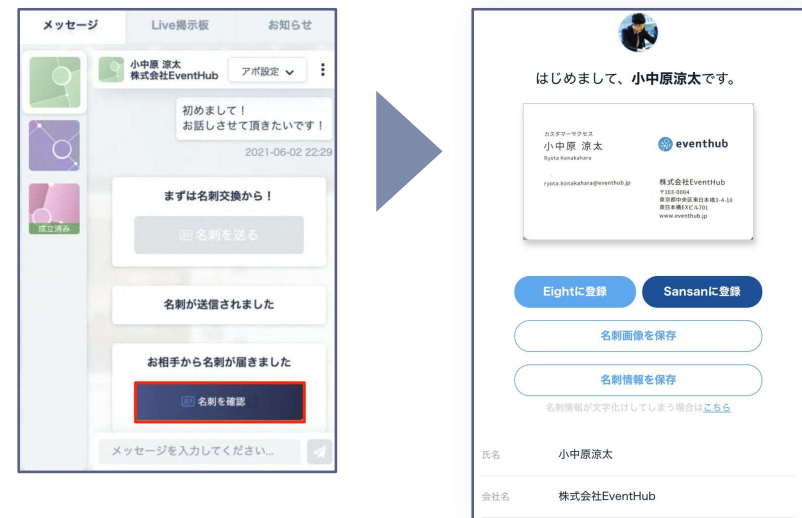 メッセージ
Live掲示板
お知らせ
小中原 涼太
株式会社EventHub
アポ設定
初めまして！
お話しさせて頂きたいです！
2021-06-02 22:29
まずは名刺交換から！
名刺を送る
成立済み
名刺が送信されました
お相手から名刺が届きました
名刺を確認
メッセージを入力してください...
はじめまして、小中原涼太です。
カスタマーサクセス
小中原 涼太
Ryota Konakahara
ryota.konakahara@eventhub.jp
eventhub
株式会社EventHub
〒103-0004
東京都中央区東日本橋3-4-18
東日本橋EXビル701
www.eventhub.jp
Eightに登録
Sansanに登録
名刺画像を保存
名刺情報を保存
名刺情報が文字化けしてしまう場合はこちら
氏名
小中原涼太
会社名
株式会社EventHub